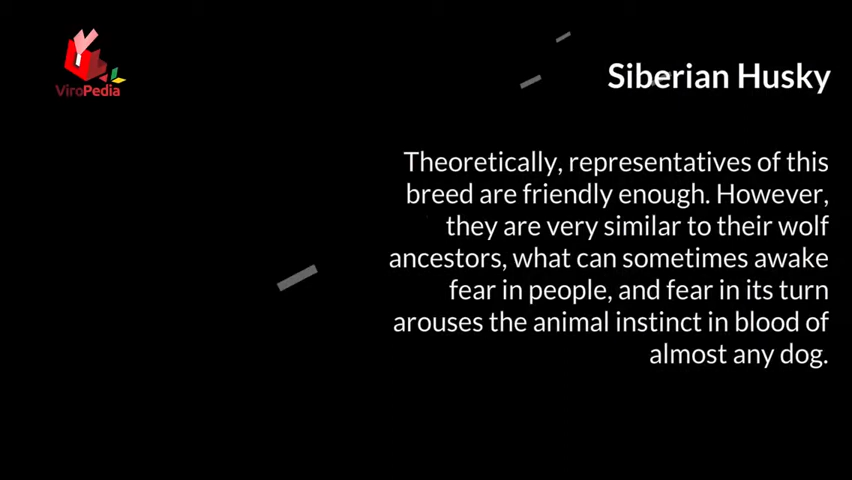 ViroPedia
Siberian Husky
Theoretically, representatives of this
breed are friendly enough. However,
they are very similar to their wolf
ancestors, what can sometimes awake
fear in people, and fear in its turn
arouses the animal instinct in blood of
almost any dog.